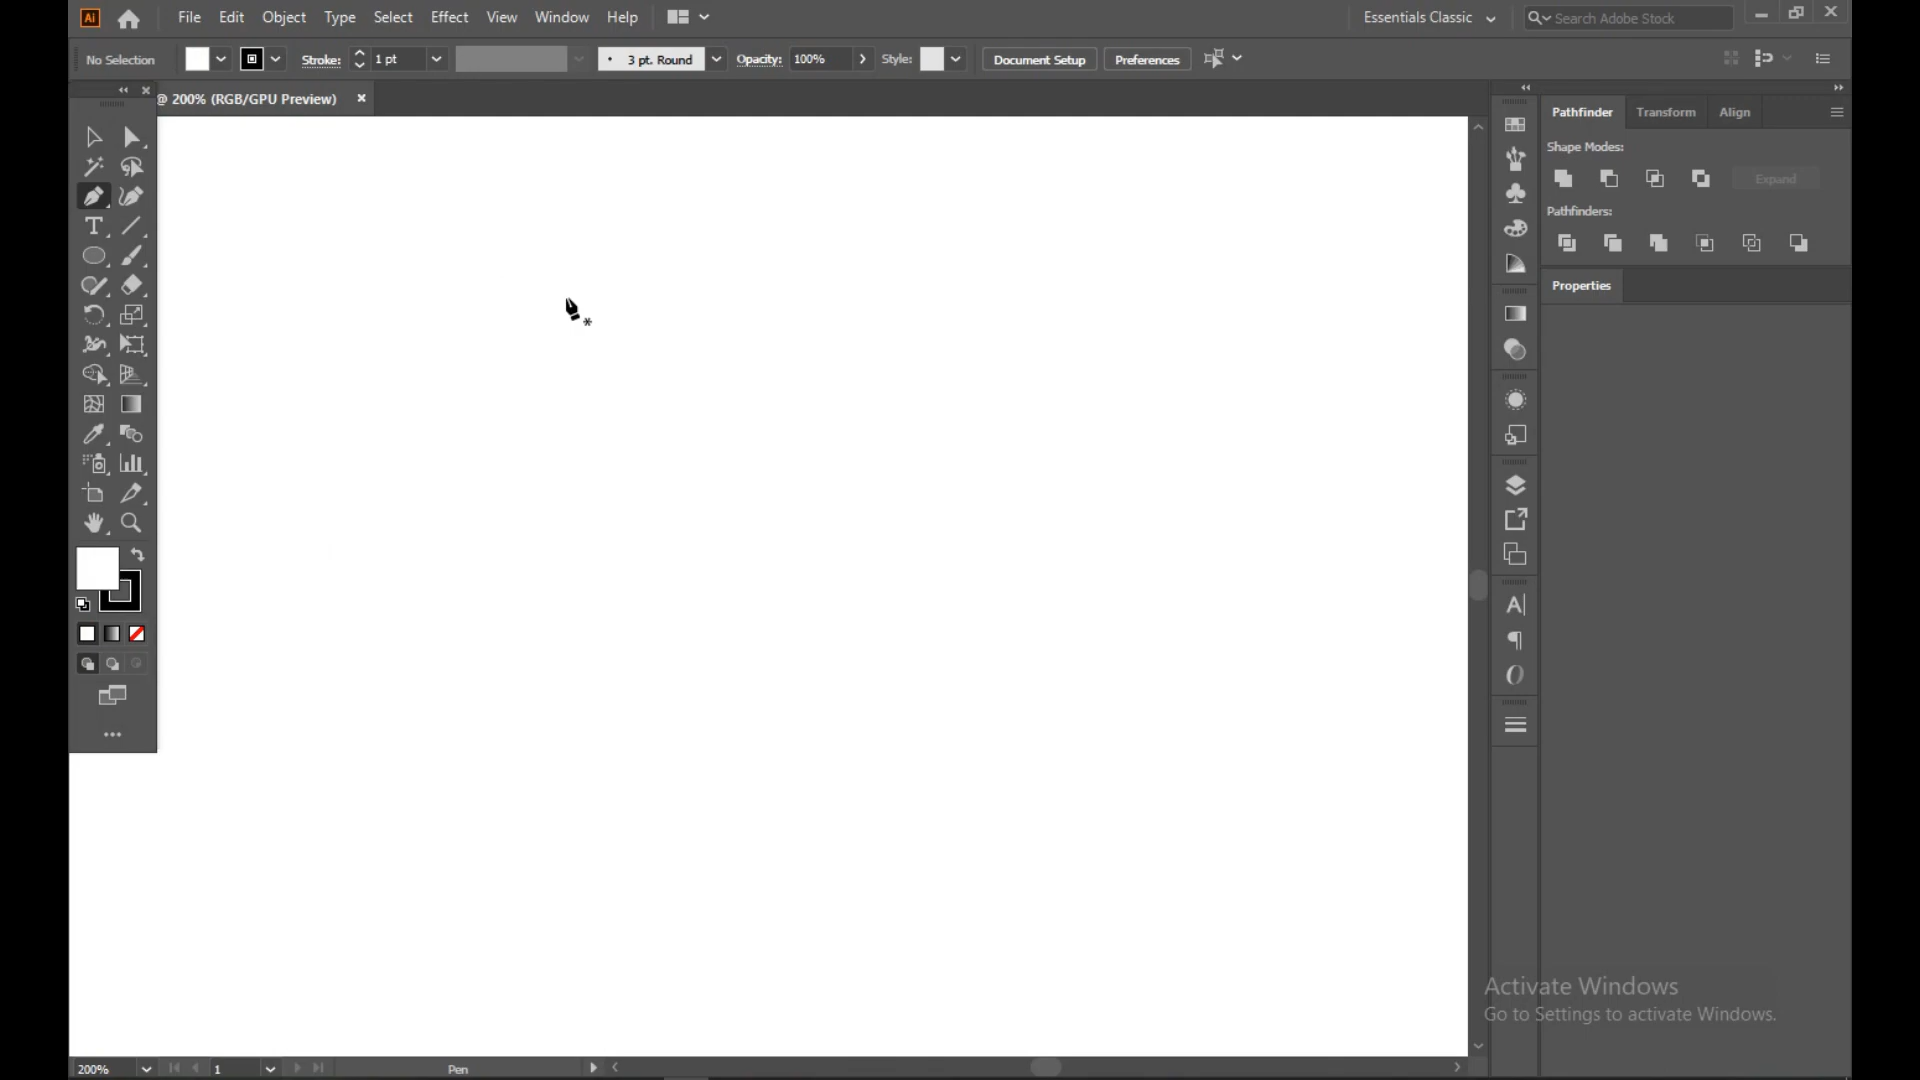 Ai File Edit Object Type Select Effect View Window Help Essentials Classic Search Adobe Stock
No Selection Stroke: 1 pt 3 pt. Round Opacity: 100% Style: Document Setup Preferences
@ 200% (RGB/GPU Preview)
Pathfinder Transform Align
Shape Modes:
Expand
Pathfinders:
Properties
Activate Windows
Go to Settings to activate Windows.
200% 1 Pen